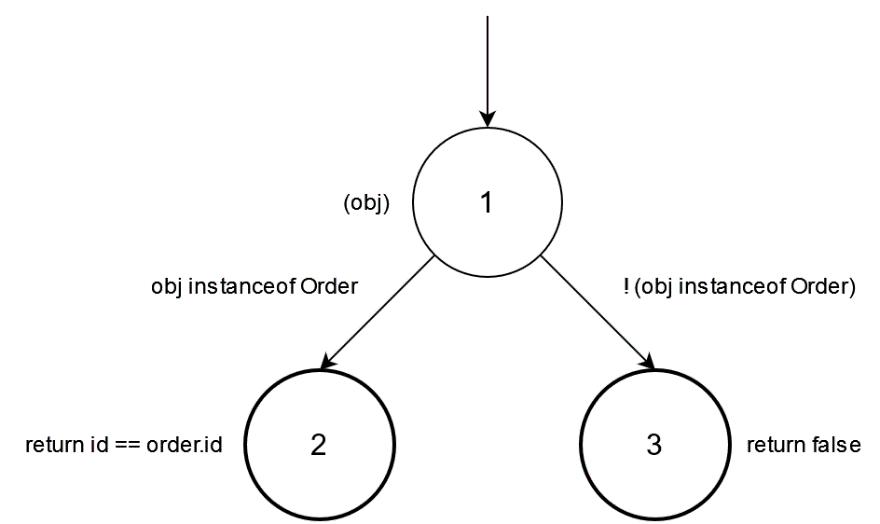 (obj)
1
obj instanceof Order
! (obj instanceof Order)
return id == order.id
2
3
return false